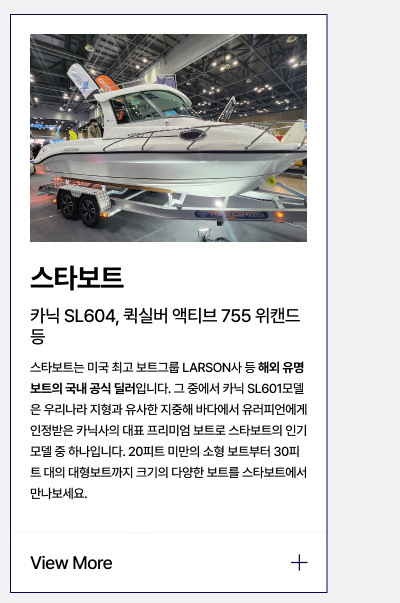 스타보트
카닉 SL604, 퀵실버 액티브 755 위캔드
등
스타보트는 미국 최고 보트그룹 LARSON사 등 해외 유명
보트의 국내 공식 딜러입니다. 그 중에서 카닉 SL601모델
은 우리나라 지형과 유사한 지중해 바다에서 유러피언에게
인정받은 카닉사의 대표 프리미엄 보트로 스타보트의 인기
모델 중 하나입니다. 20피트 미만의 소형 보트부터 30피
트 대의 대형보트까지 크기의 다양한 보트를 스타보트에서
만나보세요.
View More